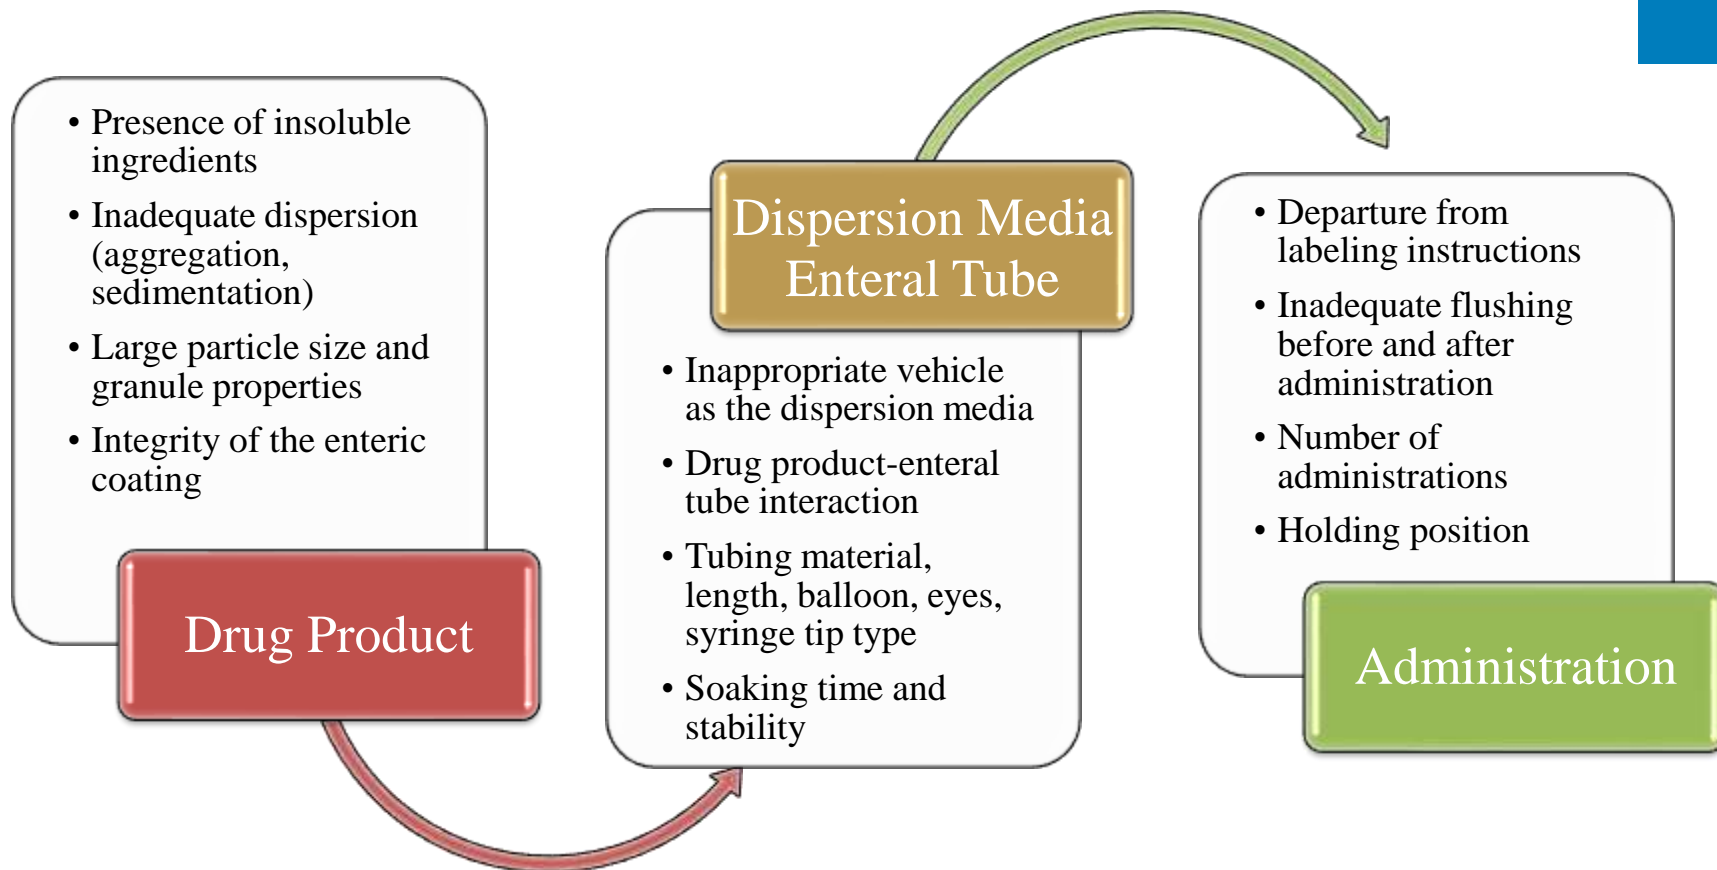 • Presence of insoluble
ingredients
• Inadequate dispersion
(aggregation,
sedimentation)
• Large particle size and
granule properties
• Integrity of the enteric
coating
Drug Product
Dispersion Media
Enteral Tube
• Inappropriate vehicle
as the dispersion media
• Drug product-enteral
tube interaction
• Tubing material,
length, balloon, eyes,
syringe tip type
• Soaking time and
stability
• Departure from
labeling instructions
• Inadequate flushing
before and after
administration
• Number of
administrations
• Holding position
Administration